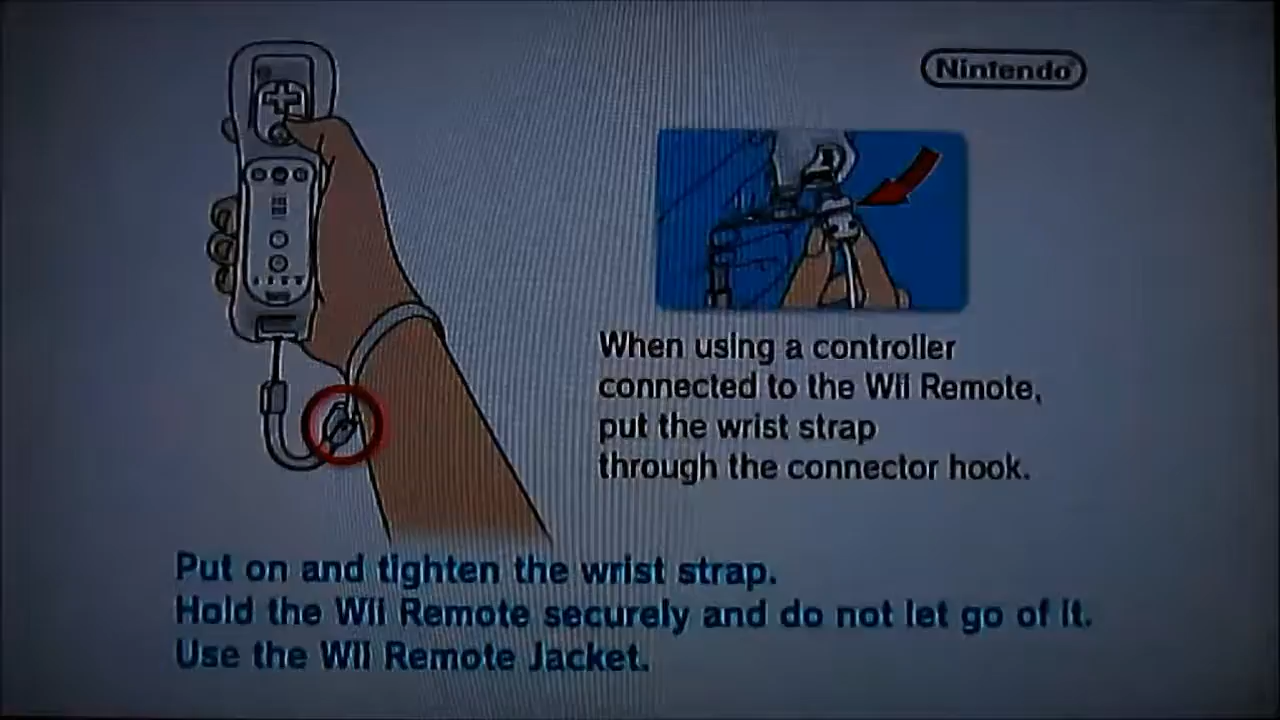 Nintendo
When using a controller
connected to the Wii Remote,
put the wrist strap
through the connector hook.
Put on and tighten the wrist strap.
Hold the Wii Remote securely and do not let go of it.
Use the Wii Remote Jacket.